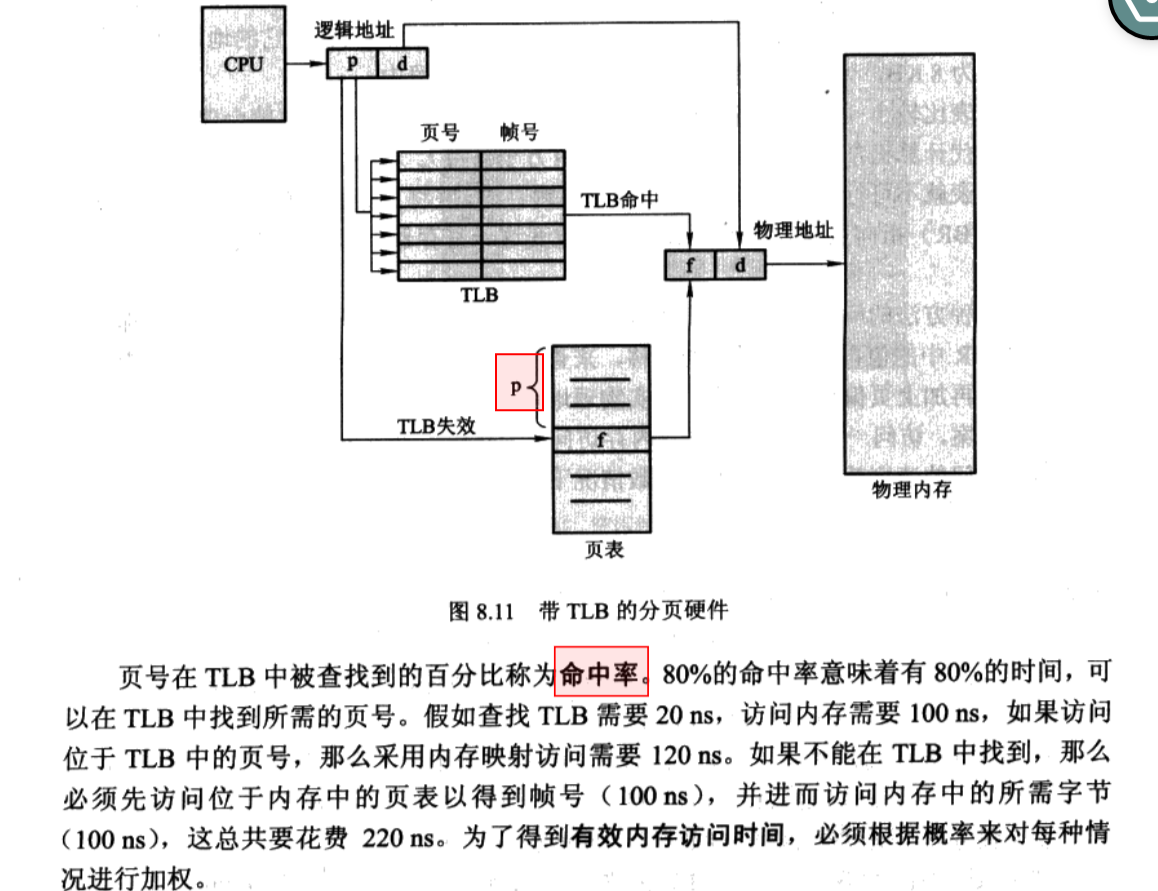 逻辑地址
CPU
p d
页号 帧号
TLB命中
物理地址
f d
TLB
p
TLB失效
f
物理内存
页表
图 8.11 带 TLB 的分页硬件
页号在 TLB 中被查找到的百分比称为命中率。80%的命中率意味着有 80%的时间，可
以在 TLB 中找到所需的页号。假如查找 TLB 需要 20 ns，访问内存需要 100 ns，如果访问
位于 TLB 中的页号，那么采用内存映射访问需要 120 ns。如果不能在 TLB 中找到，那么
必须先访问位于内存中的页表以得到帧号（100 ns），并进而访问内存中的所需字节
（100 ns），这总共要花费 220 ns。为了得到有效内存访问时间，必须根据概率来对每种情
况进行加权。